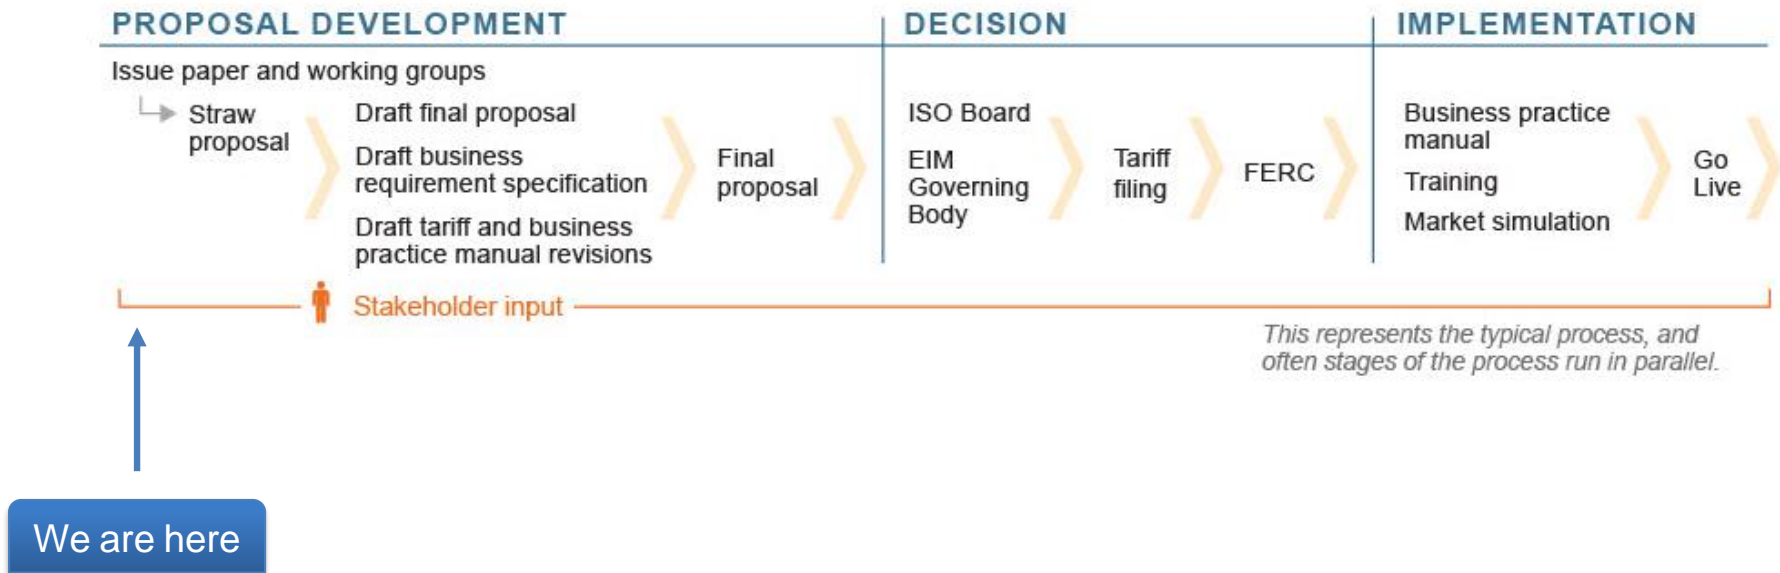 PROPOSAL DEVELOPMENT
DECISION
IMPLEMENTATION
Issue paper and working groups
Straw
proposal
Draft final proposal
Draft business
requirement specification
Draft tariff and business
practice manual revisions
Final
proposal
ISO Board
EIM
Governing
Body
Tariff
filing
FERC
Business practice
manual
Training
Market simulation
Go
Live
Stakeholder input
This represents the typical process, and
often stages of the process run in parallel.
We are here